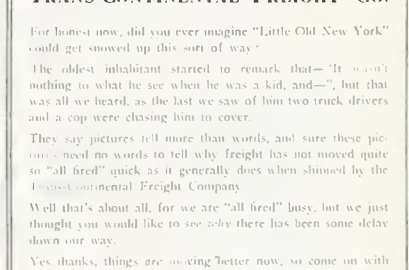 TRANS-CONTINENTAL FREIGHT CO.
For honest now, did you ever imagine "Little Old New York"
could get snowed up this sort of way?
The oldest inhabitant started to remark that—'It wasn't
nothing to what he see when he was a kid, and—", but that
was all we heard, as the last we saw of him two truck drivers
and a cop were chasing him to cover.
They say pictures tell more than words, and sure these pic-
tures need no words to tell why freight has not moved quite
so "all fired" quick as it generally does when shipped by the
Trans-Continental Freight Company
Well that's about all, for we are "all fired" busy, but we just
thought you would like to see why there has been some delay
down our way.
Yes thanks, things are moving better now, so come on with